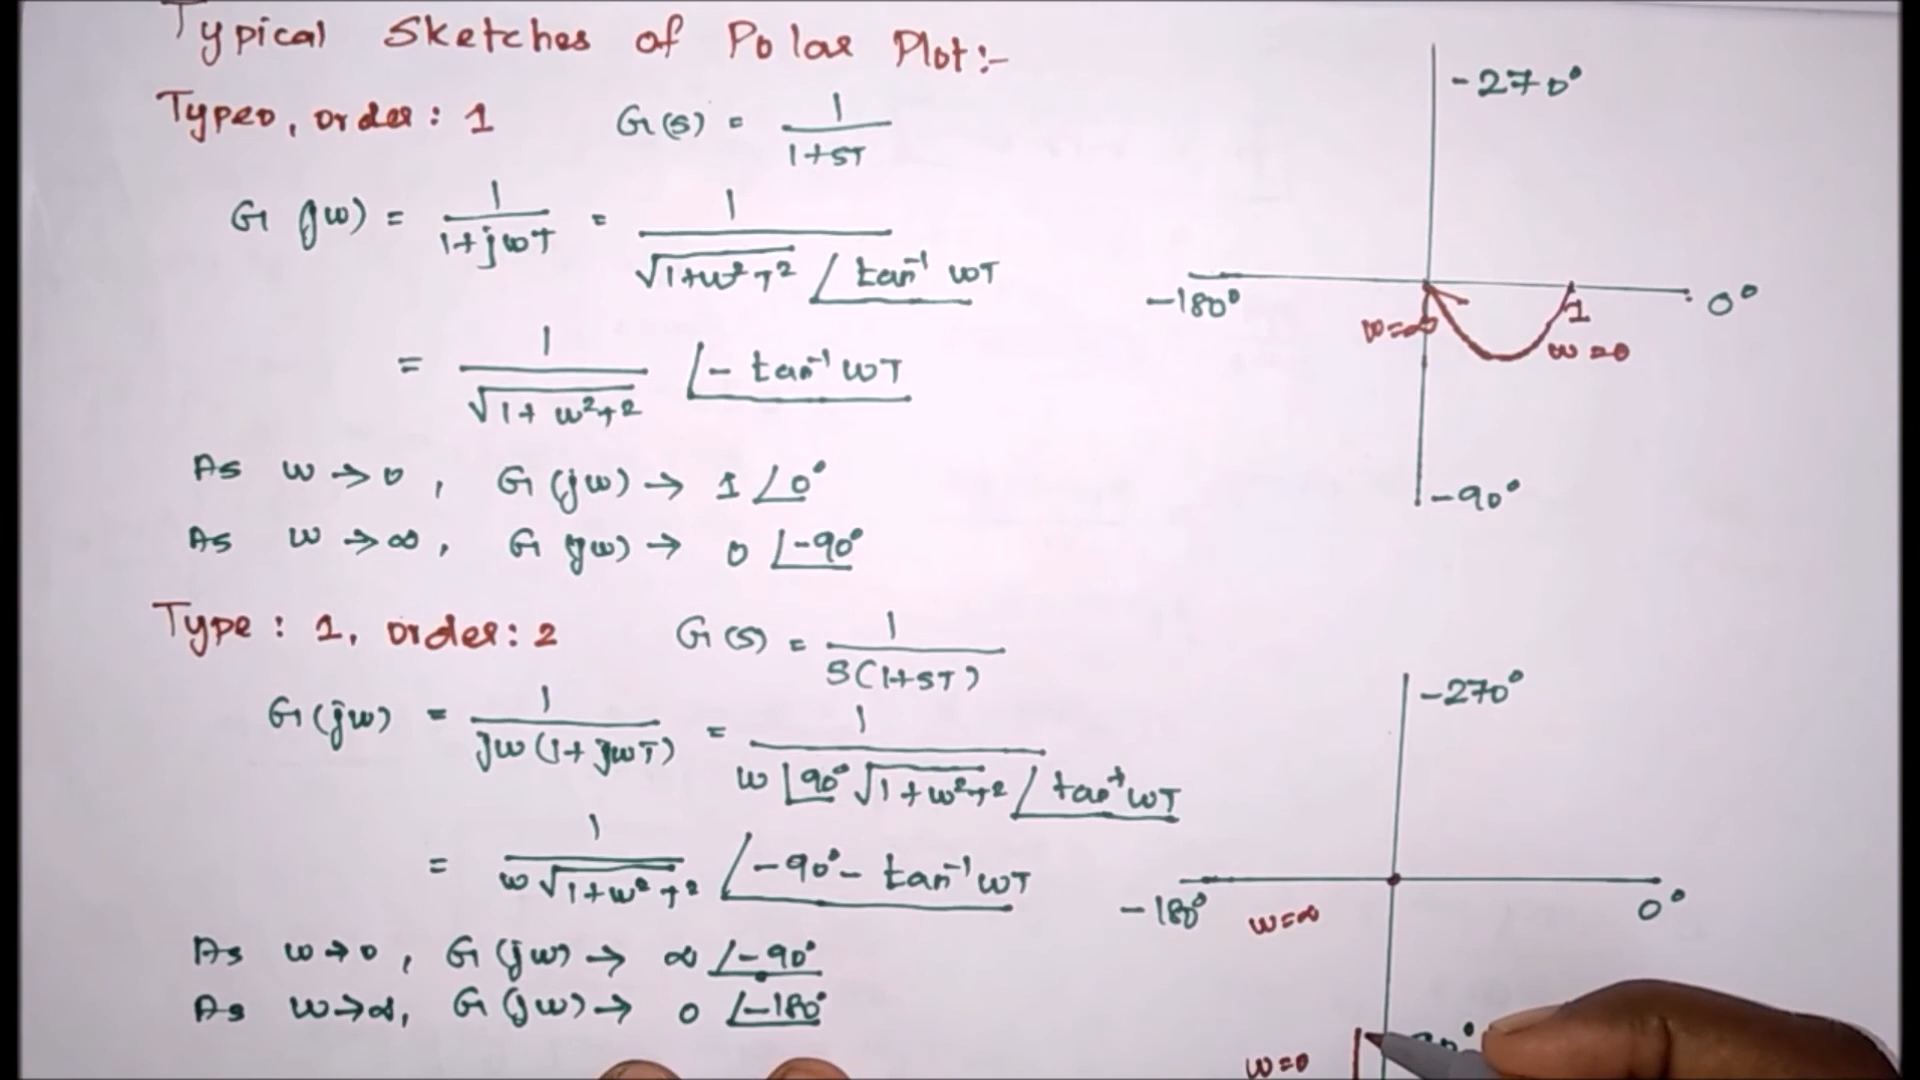 Typical Sketches of Polar Plot:-
Type0, order: 1 G(s) = 1/(1+sT)
G(jω) = 1/(1+jωT) = 1/(√(1+ω²T²) ∠tan⁻¹ ωT)
= 1/√(1+ω²T²) ∠-tan⁻¹ ωT
As ω → 0, G(jω) → 1 ∠0°
As ω → ∞, G(jω) → 0 ∠-90°
-270°
-180°
0°
ω=∞
1
ω=0
-90°
Type: 1, order: 2 G(s) = 1/(s(1+sT))
G(jω) = 1/(jω(1+jωT)) = 1/(ω ∠90° √(1+ω²T²) ∠tan⁻¹ ωT)
= 1/(ω√(1+ω²T²)) ∠-90°-tan⁻¹ ωT
As ω→0, G(jω) → ∞ ∠-90°
As ω→∞, G(jω) → 0 ∠-180°
-270°
-180°
ω=∞
0°
ω=0